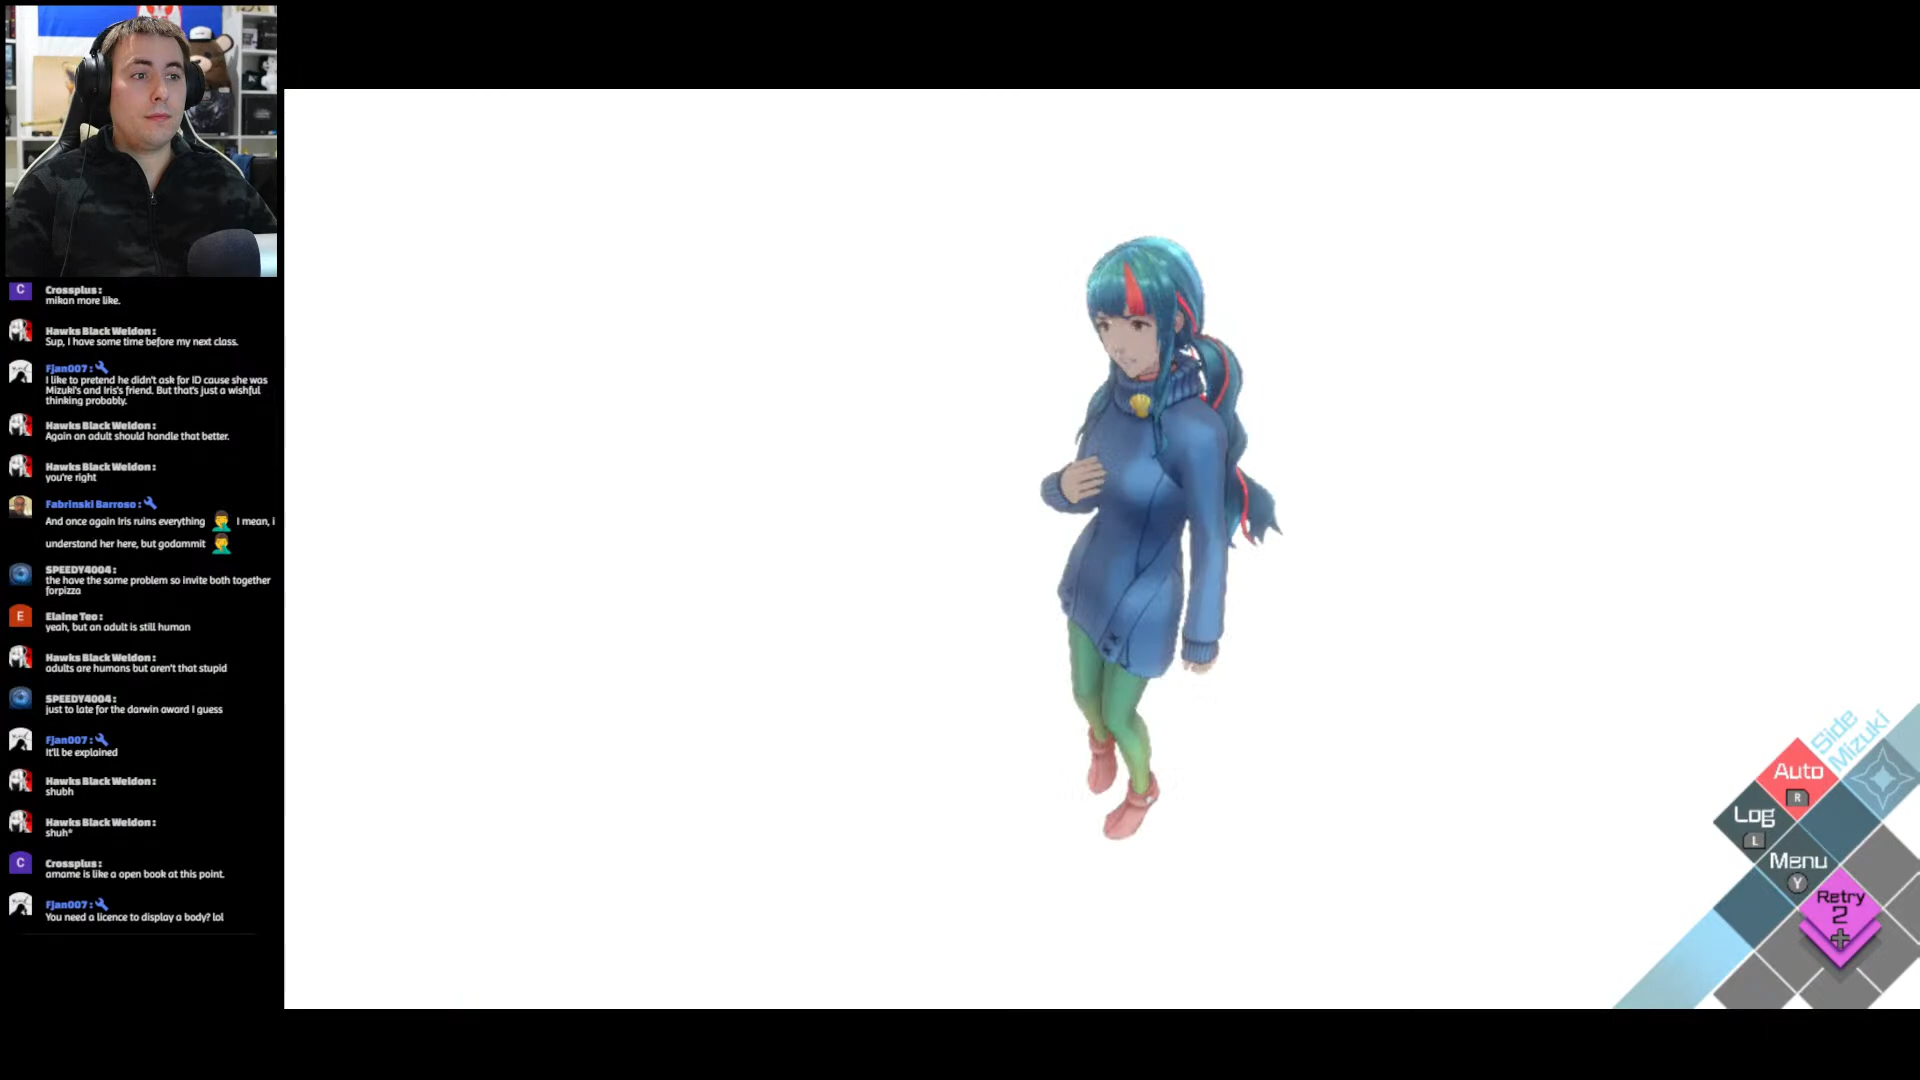 C
Crossplus :
mikan more like.
Hawks Black Weldon :
Sup, I have some time before my next class.
Fjan007 :
I like to pretend he didn't ask for ID cause she was
Mizuki's and Iris's friend. But that's just a wishful
thinking probably.
Hawks Black Weldon :
Again an adult should handle that better.
Hawks Black Weldon :
you're right
Fabrinski Barroso :
And once again Iris ruins everything 🤦‍♂️ I mean, i
understand her here, but godammit 🤦‍♂️
SPEEDY4004 :
the have the same problem so invite both together
forpizza
E
Elaine Teo :
yeah, but an adult is still human
Hawks Black Weldon :
adults are humans but aren't that stupid
SPEEDY4004 :
just to late for the darwin award I guess
Fjan007 :
It'll be explained
Hawks Black Weldon :
shubh
Hawks Black Weldon :
shuh*
C
Crossplus :
amame is like a open book at this point.
Fjan007 :
You need a licence to display a body? lol
Side
Mizuki
Auto
R
Log
L
Menu
Y
Retry
2
+